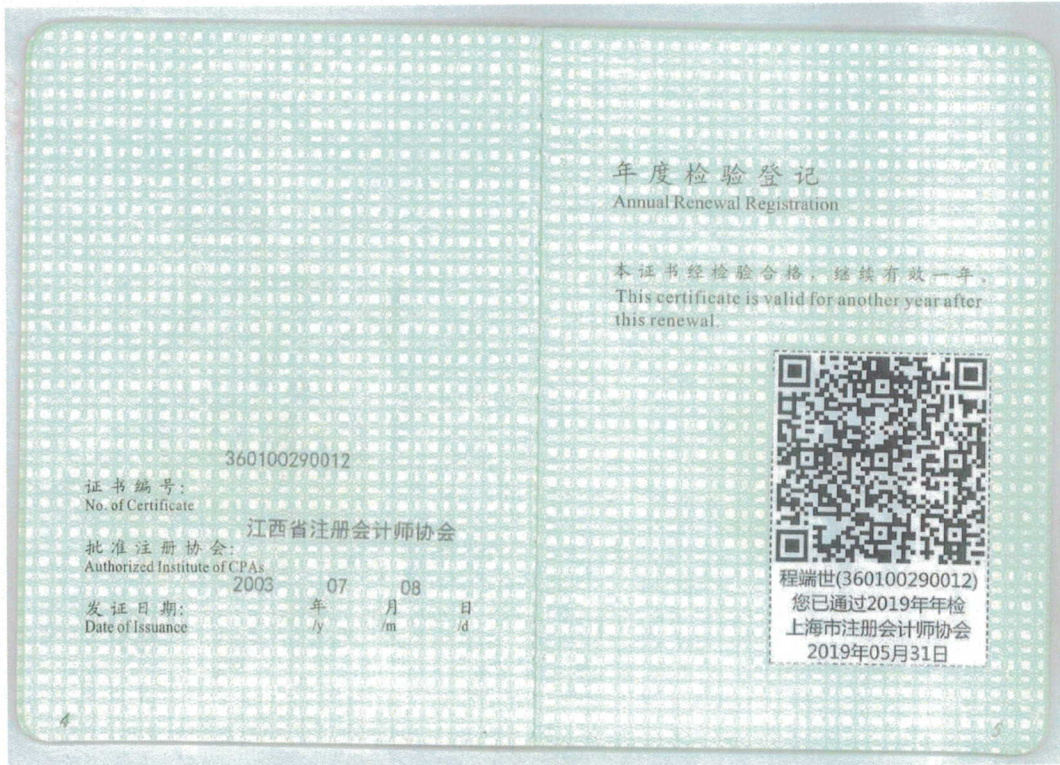 360100290012
证书编号:
No. of Certificate
江西省注册会计师协会
批准注册协会:
Authorized Institute of CPAs
2003 07 08
发证日期: 年 月 日
Date of Issuance /y /m /d
4
年度检验登记
Annual Renewal Registration
本证书经检验合格，继续有效一年。
This certificate is valid for another year after
this renewal.
程端世(360100290012)
您已通过2019年年检
上海市注册会计师协会
2019年05月31日
5